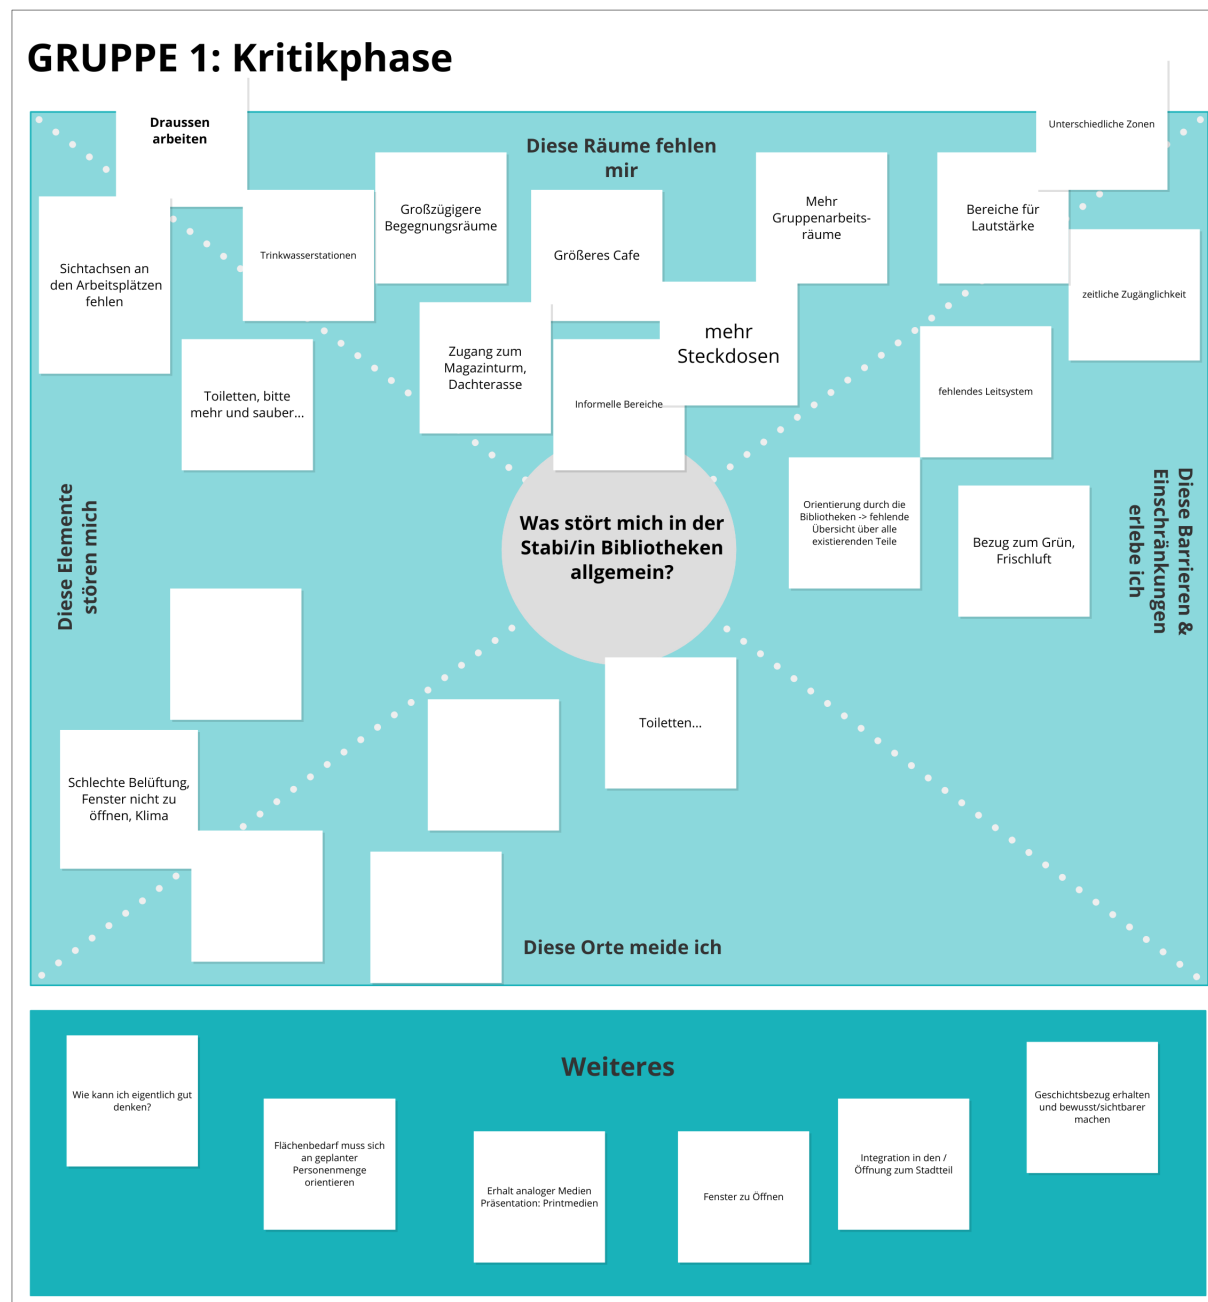 GRUPPE 1: Kritikphase
Draussen
arbeiten
Unterschiedliche Zonen
Diese Räume fehlen
mir
Großzügigere
Begegnungsräume
Mehr
Gruppenarbeits-
räume
Bereiche für
Lautstärke
Trinkwasserstationen
Größeres Cafe
Sichtachsen an
den Arbeitsplätzen
fehlen
zeitliche Zugänglichkeit
mehr
Steckdosen
Zugang zum
Magazinturm,
Dachterasse
Informelle Bereiche
Toiletten, bitte
mehr und sauber...
fehlendes Leitsystem
Diese Elemente
stören mich
Was stört mich in der
Stabi/in Bibliotheken
allgemein?
Orientierung durch die
Bibliotheken -> fehlende
Übersicht über alle
existierenden Teile
Bezug zum Grün,
Frischluft
Diese Barrieren &
Einschränkungen
erlebe ich
Toiletten...
Schlechte Belüftung,
Fenster nicht zu
öffnen, Klima
Diese Orte meide ich
Weiteres
Wie kann ich eigentlich gut
denken?
Flächenbedarf muss sich
an geplanter
Personenmenge
orientieren
Erhalt analoger Medien
Präsentation: Printmedien
Fenster zu Öffnen
Integration in den /
Öffnung zum Stadtteil
Geschichtsbezug erhalten
und bewusst/sichtbarer
machen